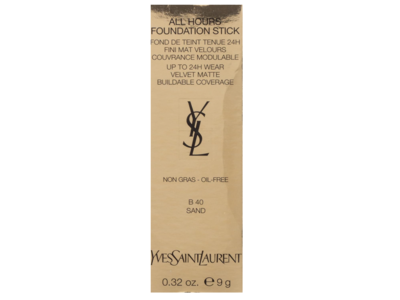 ALL HOURS
FOUNDATION STICK
FOND DE TEINT TENUE 24H
FINI MAT VELOURS
COUVRANCE MODULABLE
UP TO 24H WEAR
VELVET MATTE
BUILDABLE COVERAGE
YSL
NON GRAS - OIL-FREE
B 40
SAND
YVESSAINTLAURENT
0.32 oz. e 9 g